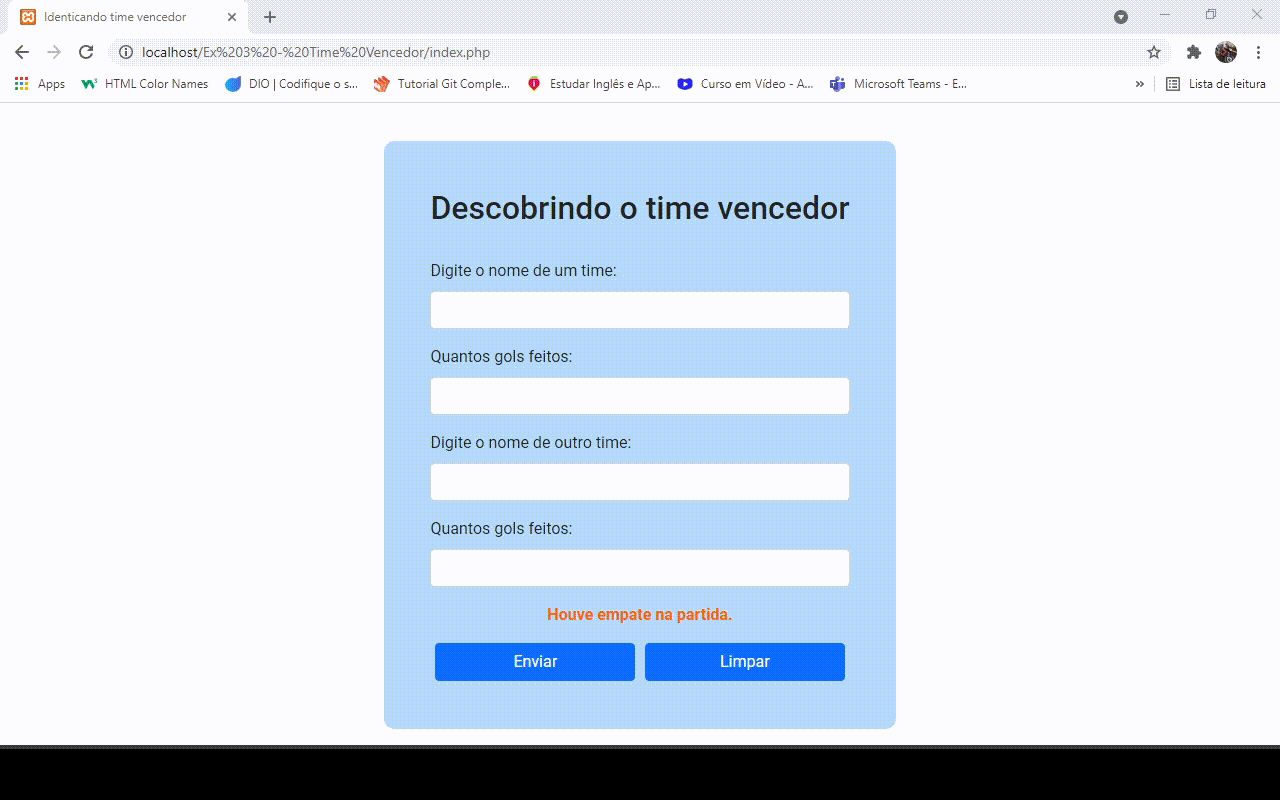 Identicando time vencedor
localhost/Ex%203%20-%20Time%20Vencedor/index.php
Apps HTML Color Names DIO | Codifique o s... Tutorial Git Comple... Estudar Inglês e Ap... Curso em Vídeo - A... Microsoft Teams - E... » Lista de leitura
Descobrindo o time vencedor
Digite o nome de um time:
Quantos gols feitos:
Digite o nome de outro time:
Quantos gols feitos:
Houve empate na partida.
Enviar Limpar